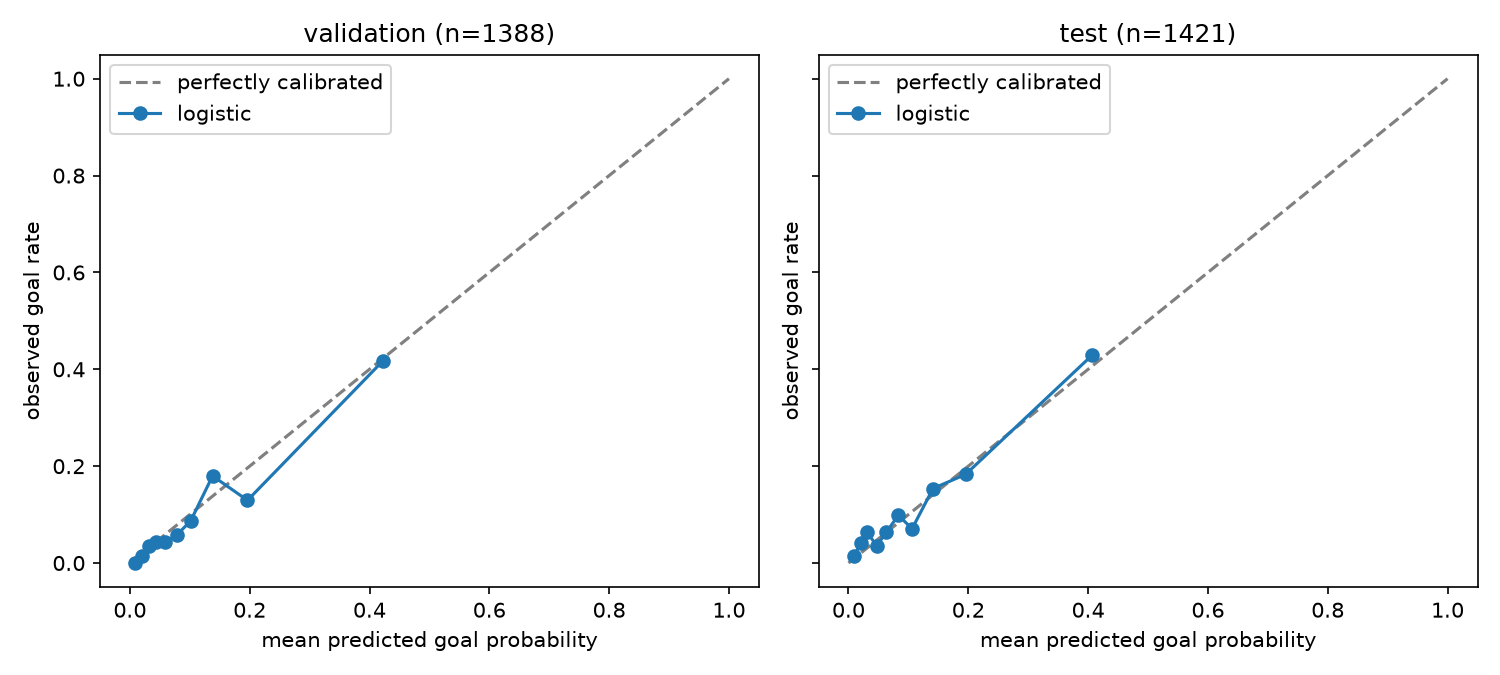 validation (n=1388)
perfectly calibrated
logistic
1.0
0.8
0.6
0.4
0.2
0.0
observed goal rate
0.0 0.2 0.4 0.6 0.8 1.0
mean predicted goal probability
test (n=1421)
perfectly calibrated
logistic
observed goal rate
0.0 0.2 0.4 0.6 0.8 1.0
mean predicted goal probability